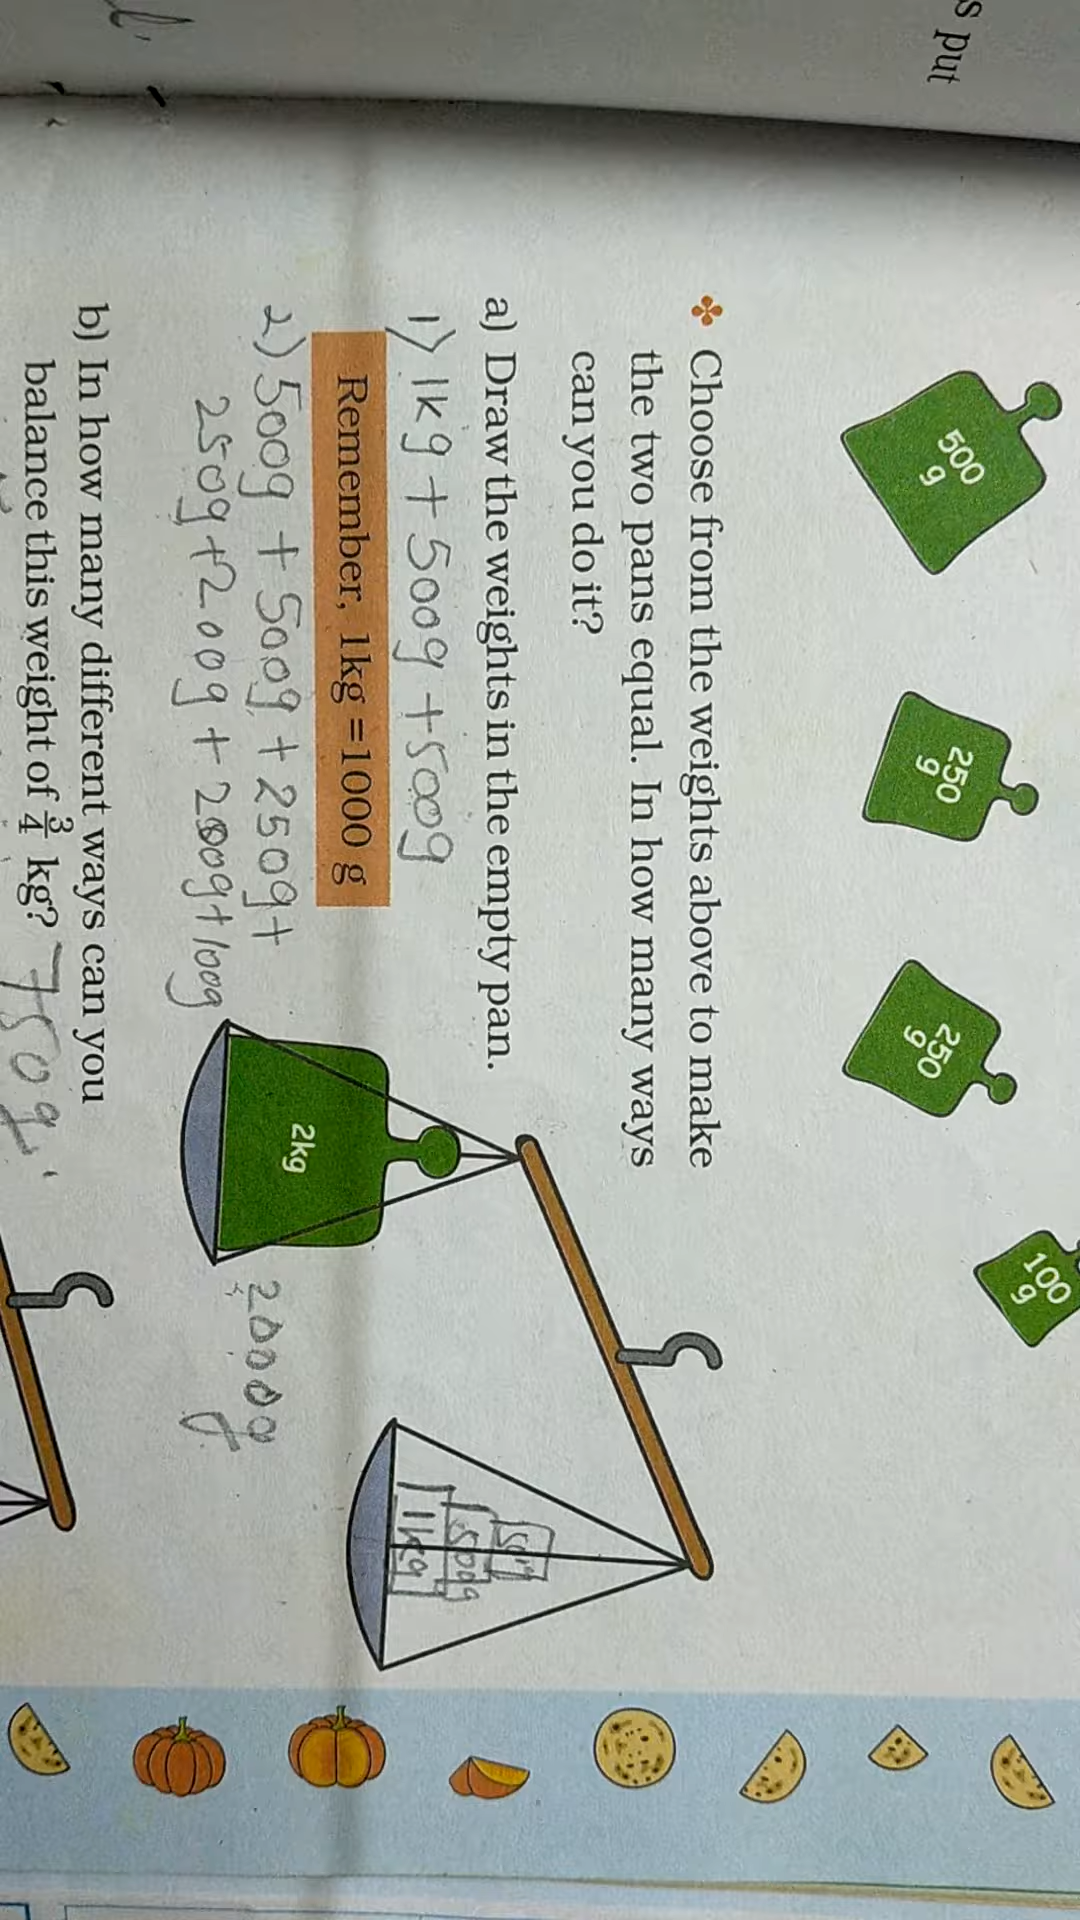 s put
500
g
250
g
250
g
100
g
Choose from the weights above to make
the two pans equal. In how many ways
can you do it?
a) Draw the weights in the empty pan.
1) 1kg + 500g + 500g
Remember, 1kg = 1000 g
2) 500g + 500g + 250g +
250g + 200g + 200g + 100g
2kg
2000g
500g
1kg
b) In how many different ways can you
balance this weight of 3/4 kg? 750g